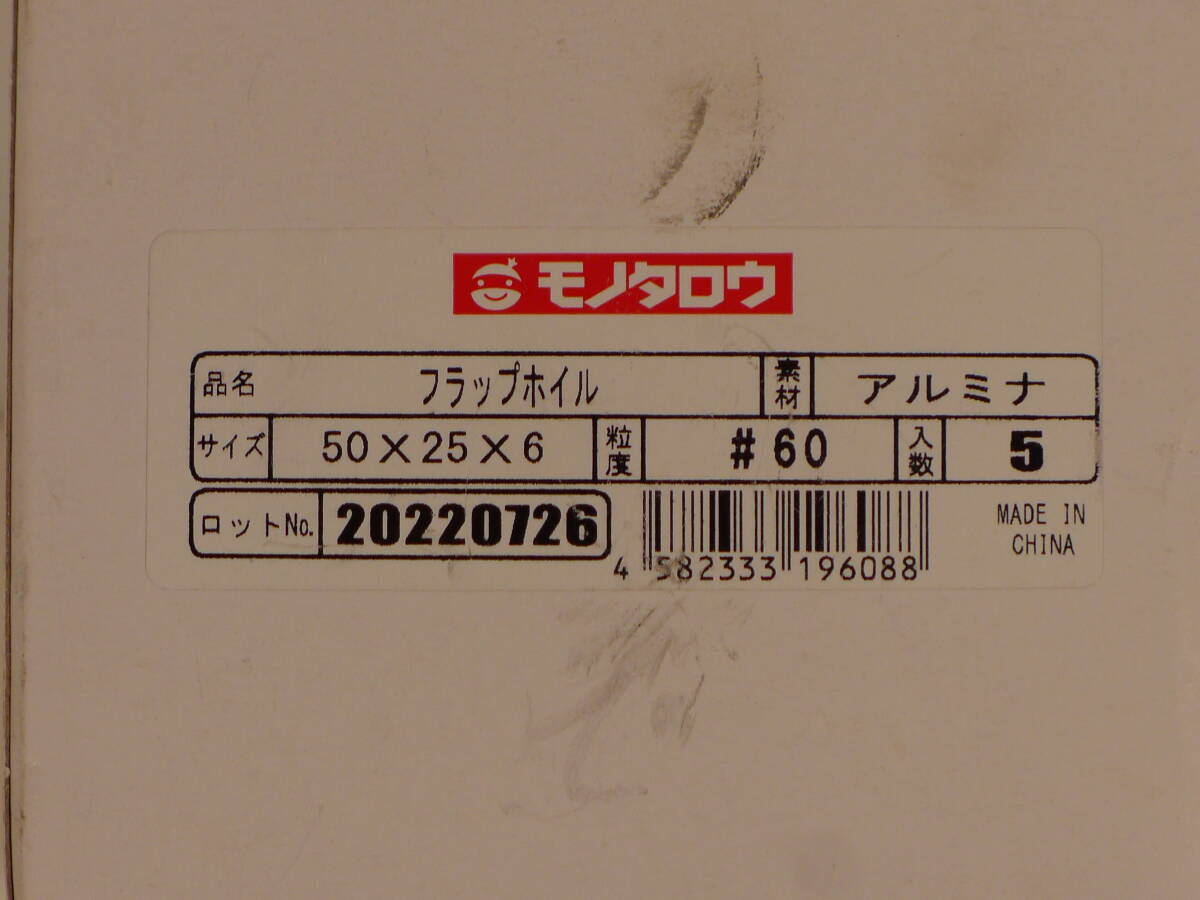 モノタロウ
品名 フラップホイル 素材 アルミナ
サイズ 50×25×6 粒度 #60 入数 5
ロットNo. 20220726
4 582333 196088
MADE IN
CHINA